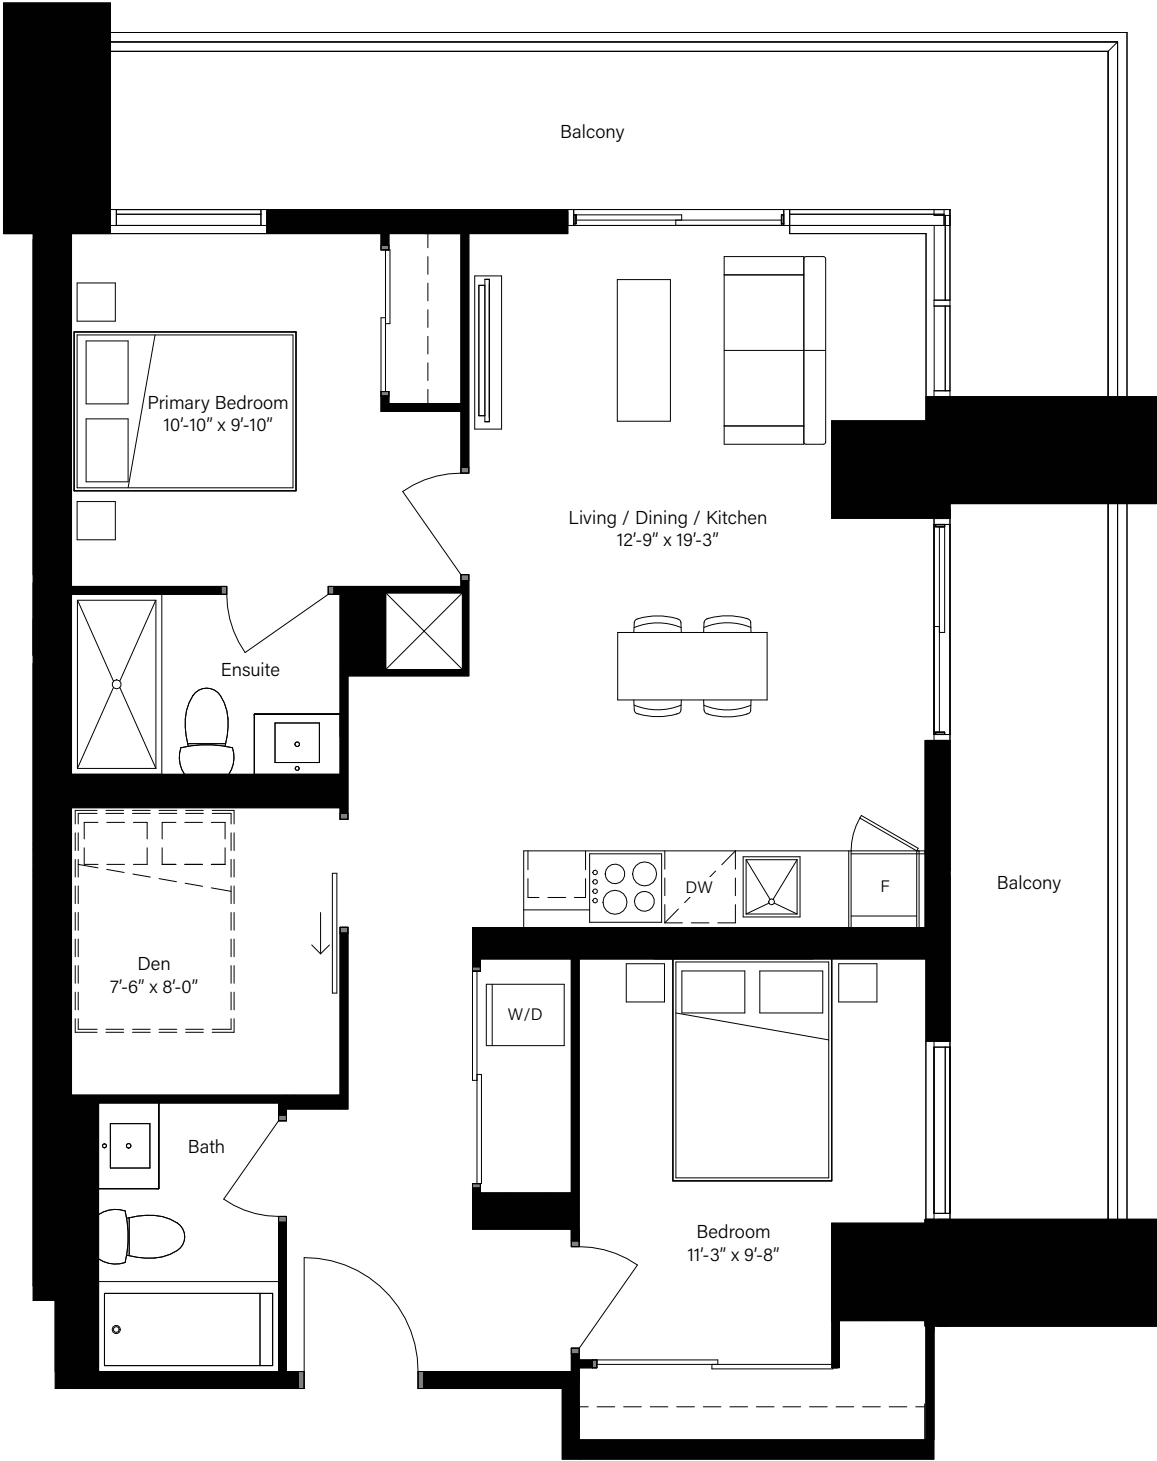 Balcony
Primary Bedroom
10'-10" x 9'-10"
Living / Dining / Kitchen
12'-9" x 19'-3"
Ensuite
DW
F
Balcony
Den
7'-6" x 8'-0"
W/D
Bath
Bedroom
11'-3" x 9'-8"